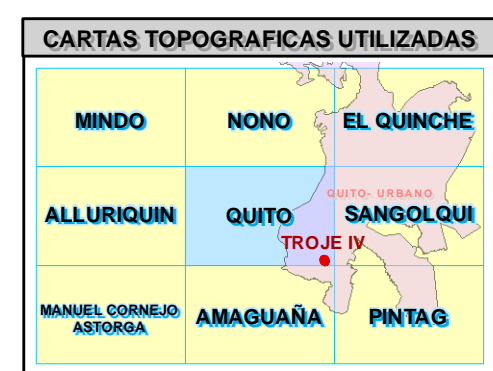 CARTAS TOPOGRAFICAS UTILIZADAS
MINDO
NONO
EL QUINCHE
QUITO- URBANO
ALLURIQUIN
QUITO
SANGOLQUI
TROJE IV
MANUEL CORNEJO
ASTORGA
AMAGUAÑA
PINTAG